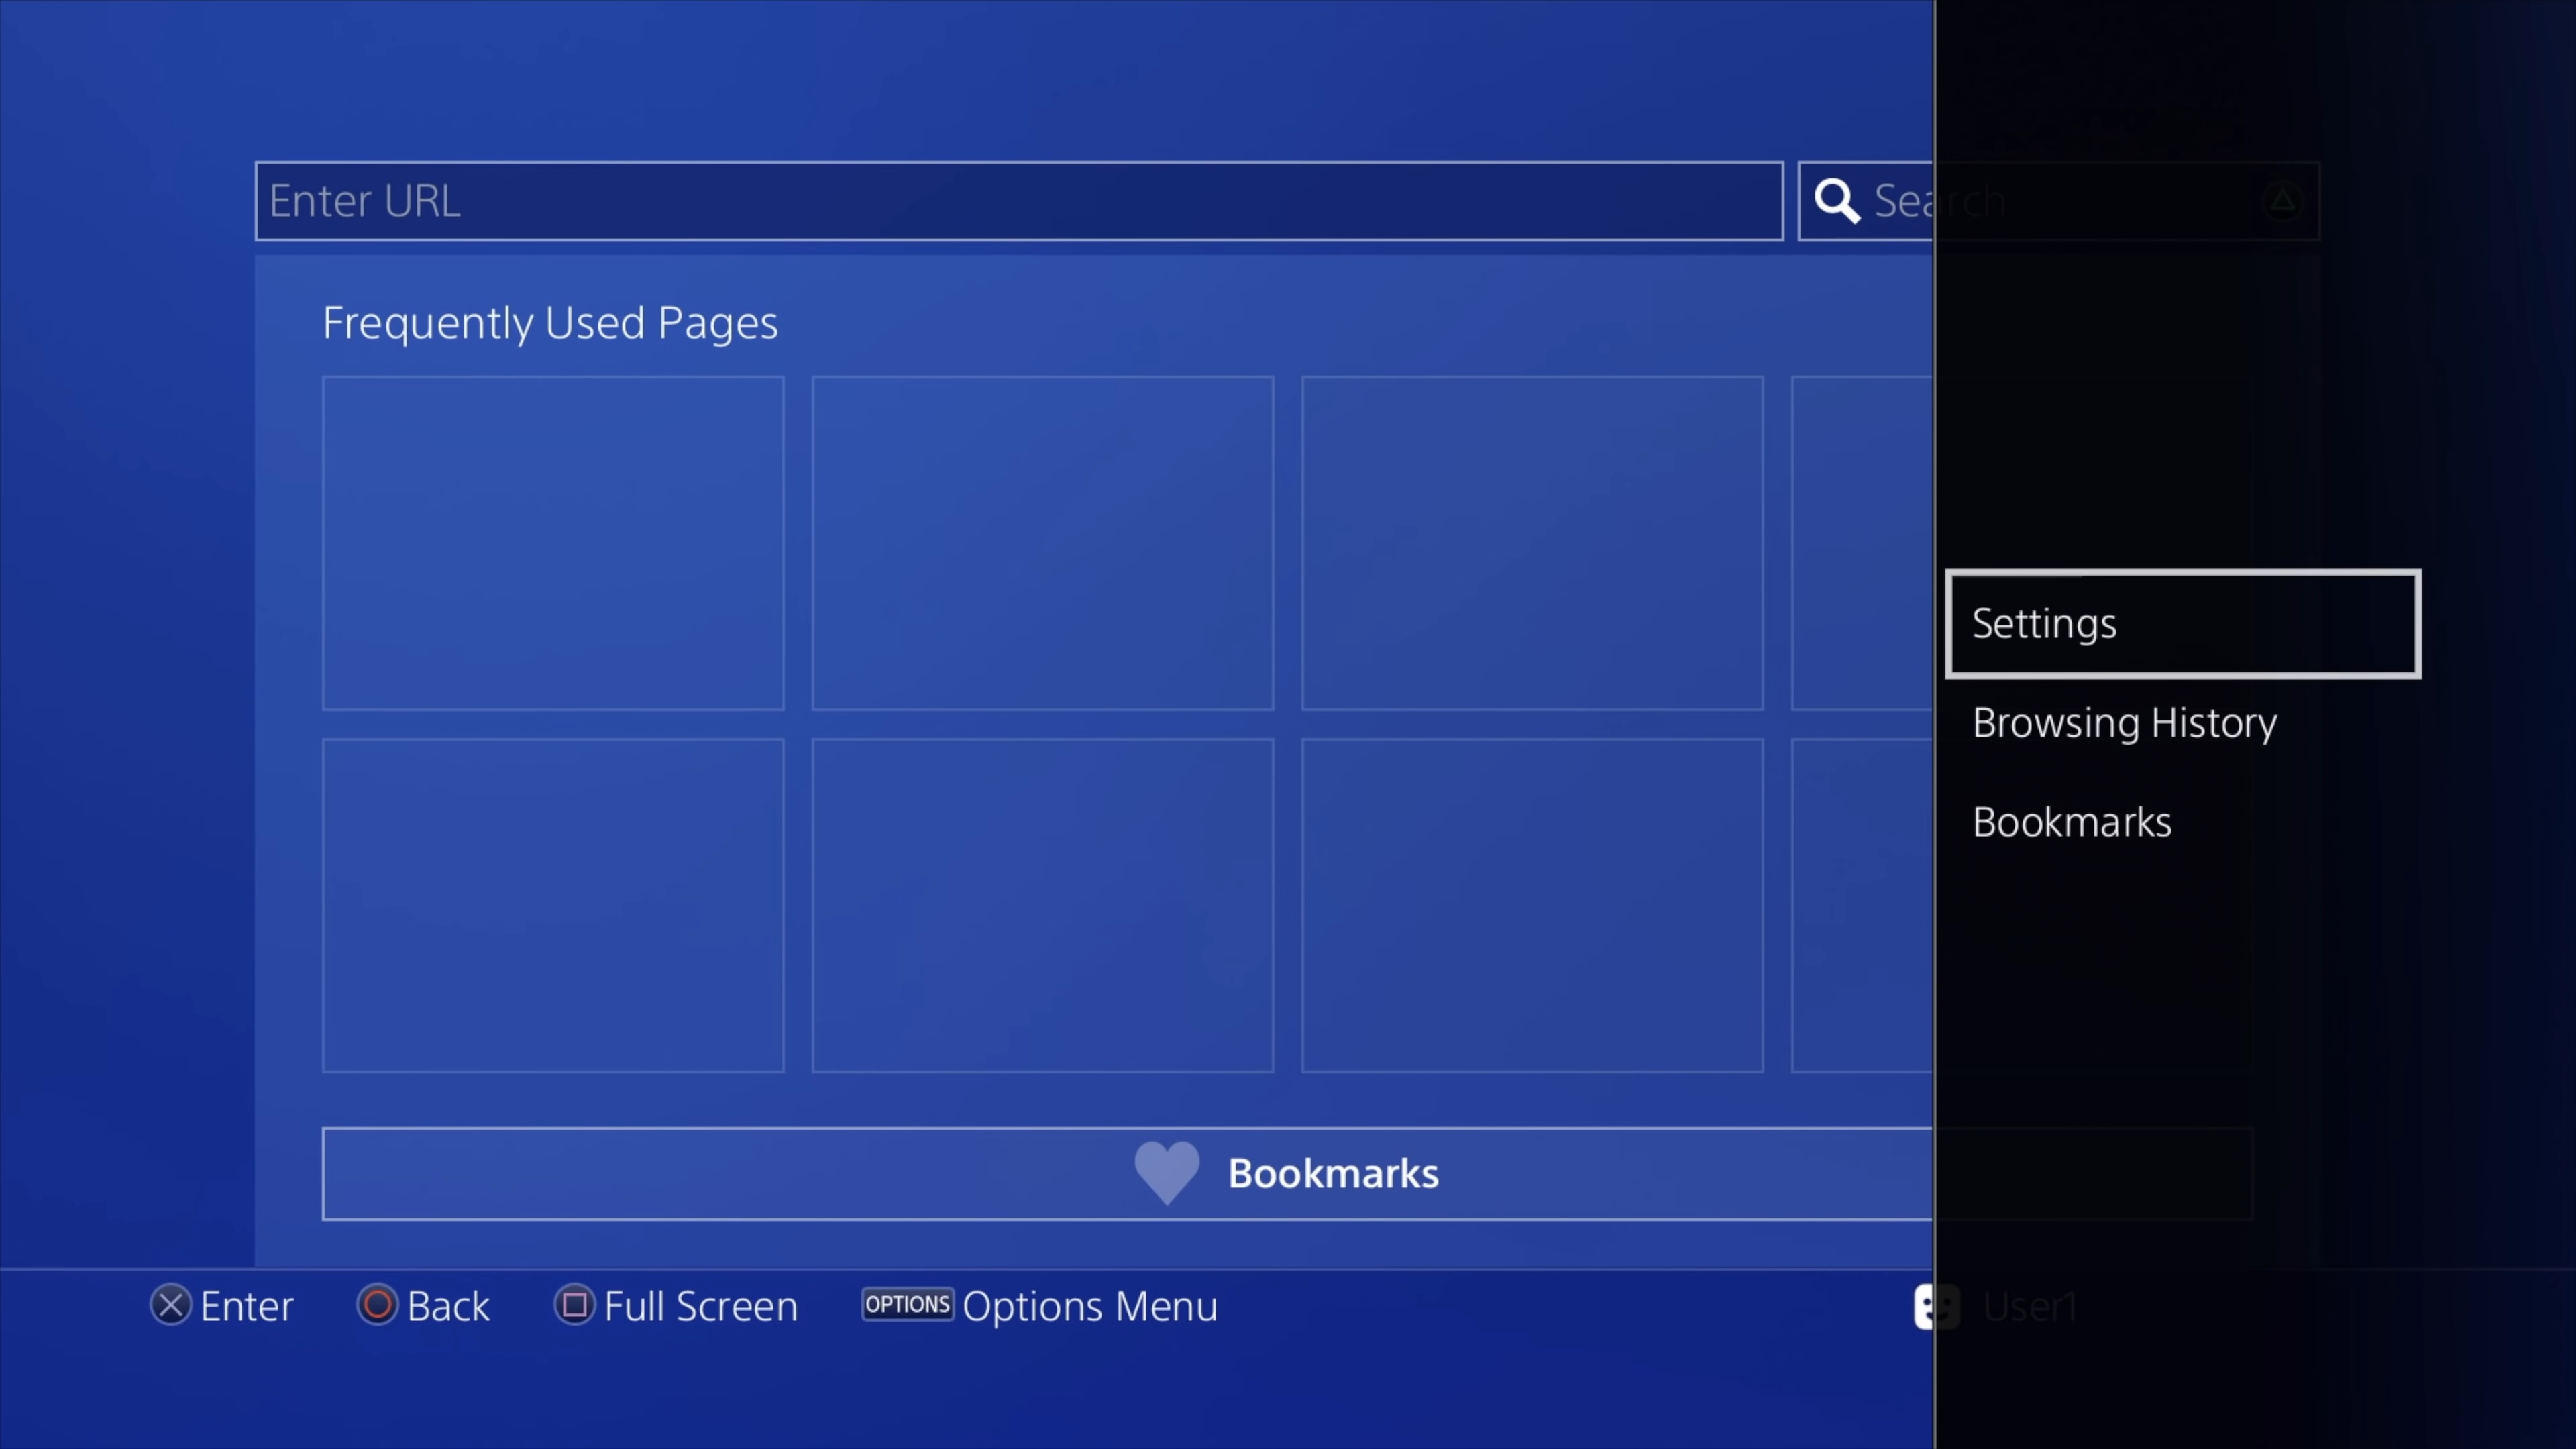 Enter URL
Search
Frequently Used Pages
Settings
Browsing History
Bookmarks
Bookmarks
Enter
Back
Full Screen
OPTIONS Options Menu
User1